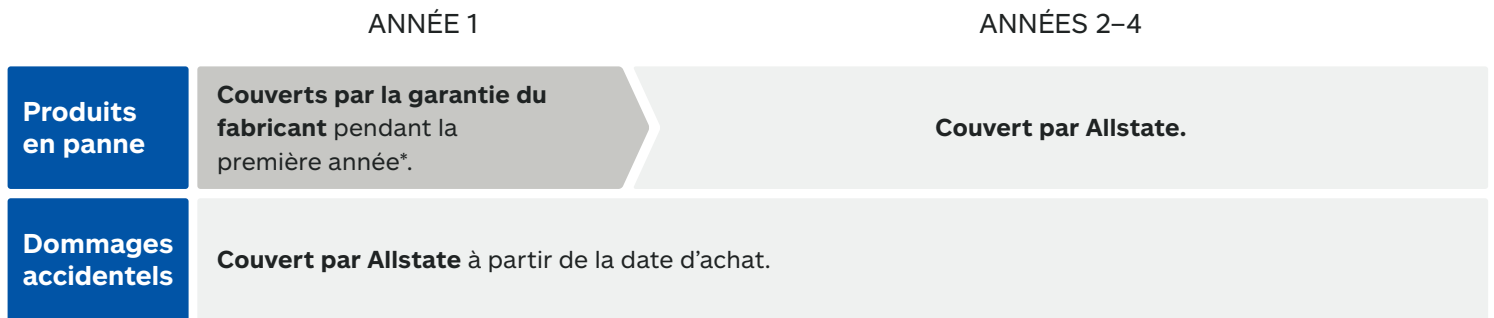 ANNÉE 1
ANNÉES 2–4
Produits
en panne
Couverts par la garantie du
fabricant pendant la
première année*.
Couvert par Allstate.
Dommages
accidentels
Couvert par Allstate à partir de la date d’achat.